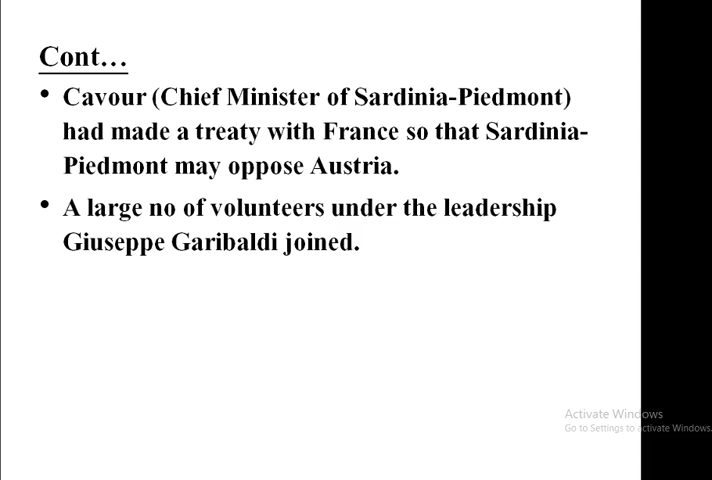 Cont…
• Cavour (Chief Minister of Sardinia-Piedmont)
had made a treaty with France so that Sardinia-
Piedmont may oppose Austria.
• A large no of volunteers under the leadership
Giuseppe Garibaldi joined.
Activate Windows
Go to Settings to activate Windows.